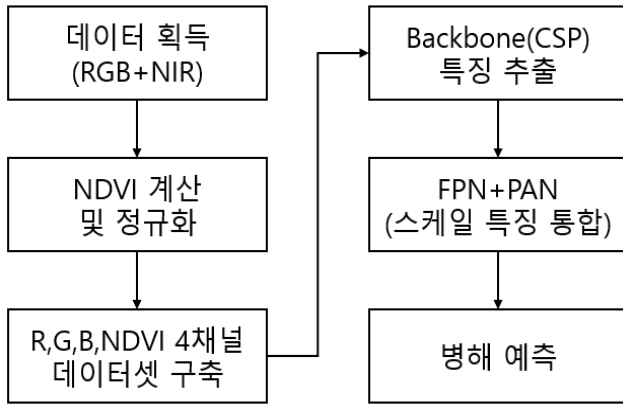 데이터 획득
(RGB+NIR)
NDVI 계산
및 정규화
R,G,B,NDVI 4채널
데이터셋 구축
Backbone(CSP)
특징 추출
FPN+PAN
(스케일 특징 통합)
병해 예측